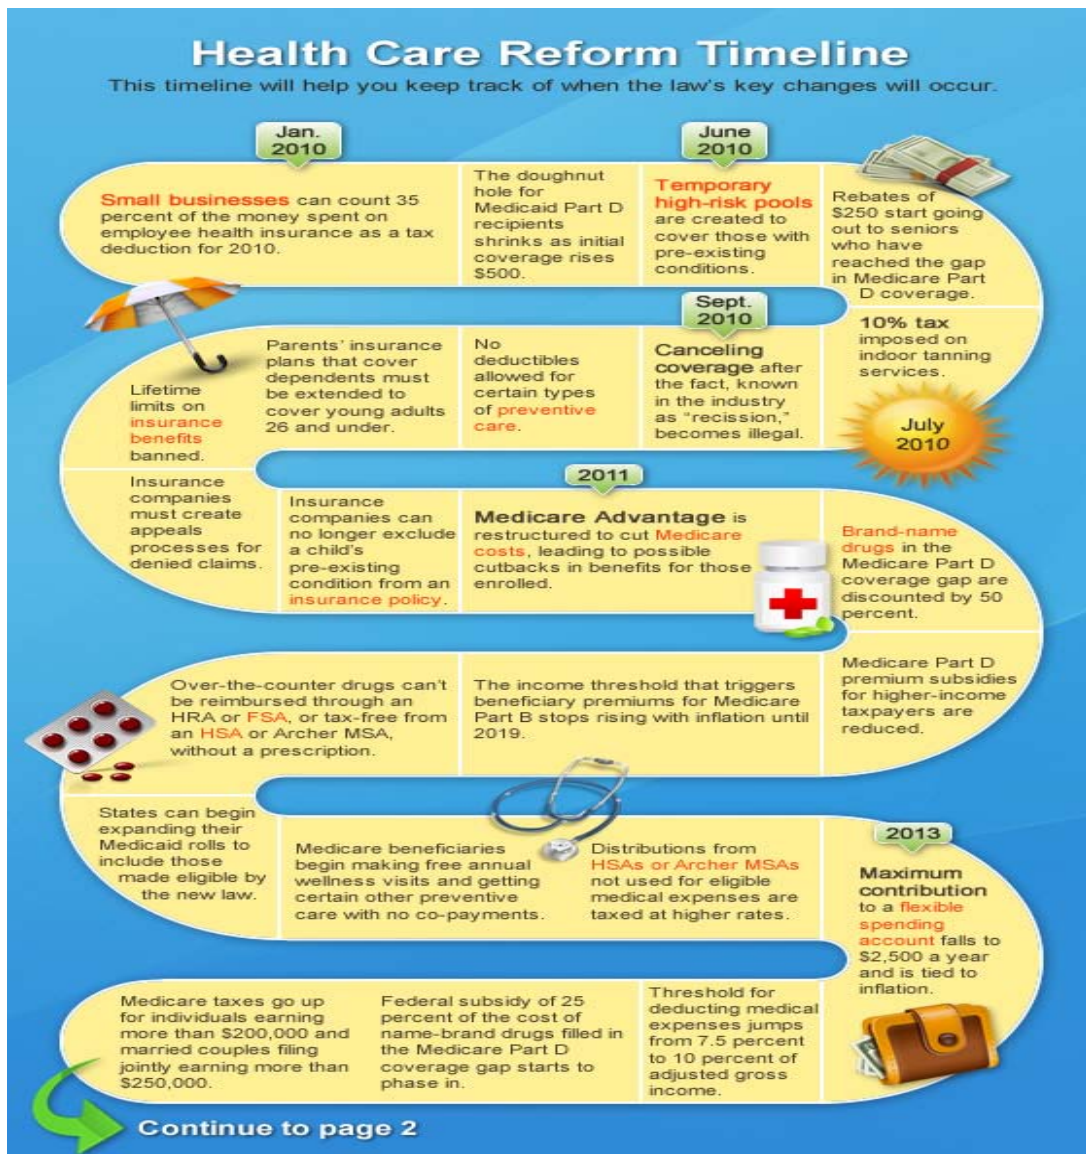 Health Care Reform Timeline
This timeline will help you keep track of when the law's key changes will occur.
Jan.
2010
Small businesses can count 35
percent of the money spent on
employee health insurance as a tax
deduction for 2010.
The doughnut
hole for
Medicaid Part D
recipients
shrinks as initial
coverage rises
$500.
June
2010
Temporary
high-risk pools
are created to
cover those with
pre-existing
conditions.
Rebates of
$250 start going
out to seniors
who have
reached the gap
in Medicare Part
D coverage.
10% tax
imposed on
indoor tanning
services.
July
2010
Sept.
2010
Canceling
coverage after
the fact, known
in the industry
as "recission,"
becomes illegal.
No
deductibles
allowed for
certain types
of preventive
care.
Parents' insurance
plans that cover
dependents must
be extended to
cover young adults
26 and under.
Lifetime
limits on
insurance
benefits
banned.
Insurance
companies
must create
appeals
processes for
denied claims.
Insurance
companies can
no longer exclude
a child's
pre-existing
condition from an
insurance policy.
2011
Medicare Advantage is
restructured to cut Medicare
costs, leading to possible
cutbacks in benefits for those
enrolled.
Brand-name
drugs in the
Medicare Part D
coverage gap are
discounted by 50
percent.
Medicare Part D
premium subsidies
for higher-income
taxpayers are
reduced.
The income threshold that triggers
beneficiary premiums for Medicare
Part B stops rising with inflation until
2019.
Over-the-counter drugs can't
be reimbursed through an
HRA or FSA, or tax-free from
an HSA or Archer MSA,
without a prescription.
States can begin
expanding their
Medicaid rolls to
include those
made eligible by
the new law.
Medicare beneficiaries
begin making free annual
wellness visits and getting
certain other preventive
care with no co-payments.
Distributions from
HSAs or Archer MSAs
not used for eligible
medical expenses are
taxed at higher rates.
2013
Maximum
contribution
to a flexible
spending
account falls to
$2,500 a year
and is tied to
inflation.
Threshold for
deducting medical
expenses jumps
from 7.5 percent
to 10 percent of
adjusted gross
income.
Federal subsidy of 25
percent of the cost of
name-brand drugs filled in
the Medicare Part D
coverage gap starts to
phase in.
Medicare taxes go up
for individuals earning
more than $200,000 and
married couples filing
jointly earning more than
$250,000.
Continue to page 2